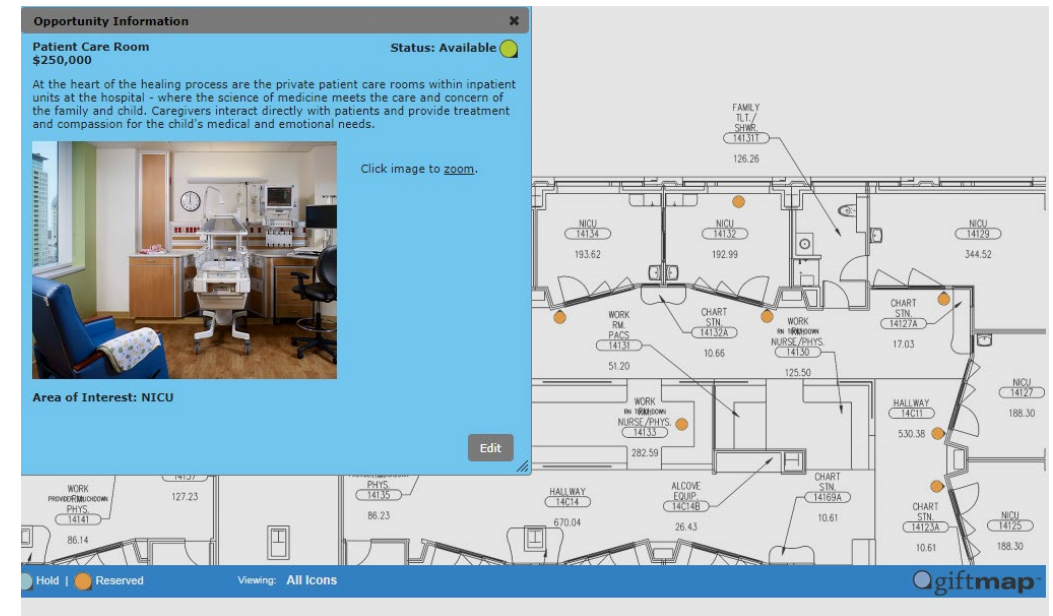 Opportunity Information
Patient Care Room
$250,000
Status: Available
At the heart of the healing process are the private patient care rooms within inpatient
units at the hospital - where the science of medicine meets the care and concern of
the family and child. Caregivers interact directly with patients and provide treatment
and compassion for the child's medical and emotional needs.
Click image to zoom.
Area of Interest: NICU
Edit
FAMILY
TLT./
SHWR.
14131T
126.26
NICU
14134
193.62
NICU
14132
192.99
NICU
14129
344.52
WORK
RM.
PACS
14131
51.20
CHART
STN.
14132A
10.66
WORK
NURSE/PHYS.
14130
125.50
CHART
STN.
14127A
17.03
NICU
14127
188.30
WORK
NURSE/PHYS.
14133
282.59
HALLWAY
14C11
530.38
WORK
PHYS.
14141
86.14
14137
127.23
PHYS.
14135
86.23
HALLWAY
14C14
670.04
ALCOVE
EQUIP.
14C14B
26.43
CHART
STN.
14169A
10.61
CHART
STN.
14123A
10.61
NICU
14125
188.30
Hold | Reserved
Viewing: All Icons
giftmap